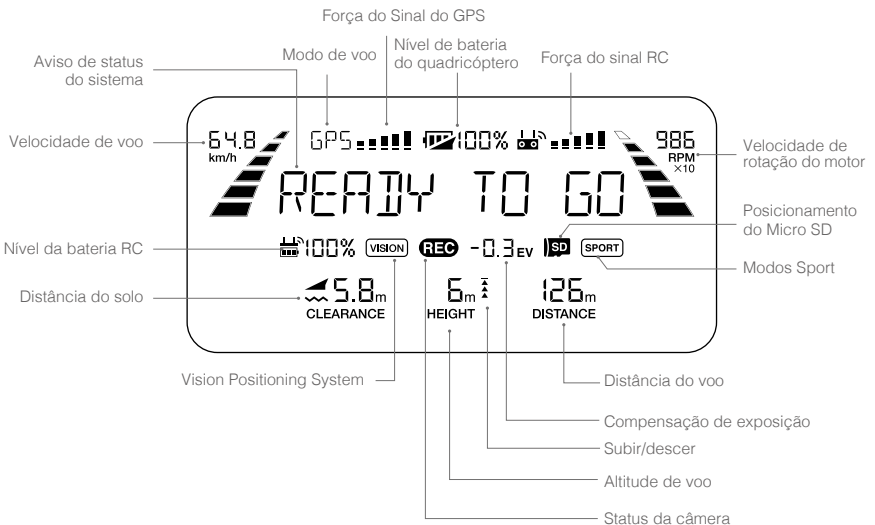 Força do Sinal do GPS
Modo de voo
Nível de bateria
do quadricóptero
Força do sinal RC
Aviso de status
do sistema
Velocidade de voo
64.8
km/h
GPS
100%
986
RPM
×10
Velocidade de
rotação do motor
READY TO GO
Posicionamento
do Micro SD
Nível da bateria RC
100%
VISION
REC
-0.3 EV
SD
SPORT
Modos Sport
Distância do solo
5.8m
CLEARANCE
6m
HEIGHT
126m
DISTANCE
Vision Positioning System
Distância do voo
Compensação de exposição
Subir/descer
Altitude de voo
Status da câmera